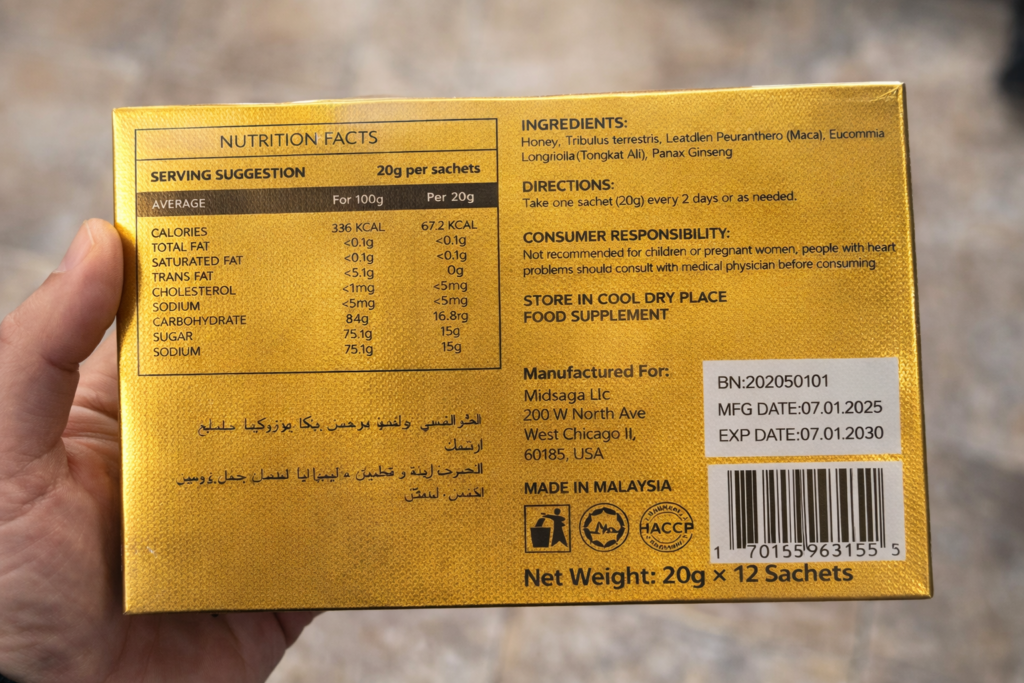 NUTRITION FACTS
SERVING SUGGESTION 20g per sachets
AVERAGE For 100g Per 20g
CALORIES 336 KCAL 67.2 KCAL
TOTAL FAT <0.1g <0.1g
SATURATED FAT <0.1g <0.1g
TRANS FAT <5.1g 0g
CHOLESTEROL <1mg <5mg
SODIUM <5mg <5mg
CARBOHYDRATE 84g 16.8rg
SUGAR 75.1g 15g
SODIUM 75.1g 15g
INGREDIENTS:
Honey, Tribulus terrestris, Leatdlen Peuranthero (Maca), Eucommia
Longrioila (Tongkat Ali), Panax Ginseng
DIRECTIONS:
Take one sachet (20g) every 2 days or as needed.
CONSUMER RESPONSIBILITY:
Not recommended for children or pregnant women, people with heart
problems should consult with medical physician before consuming.
STORE IN COOL DRY PLACE
FOOD SUPPLEMENT
Manufactured For:
Midsaga Llc
200 W North Ave
West Chicago Il,
60185, USA
MADE IN MALAYSIA
HACCP
Net Weight: 20g × 12 Sachets
BN:202050101
MFG DATE:07.01.2025
EXP DATE:07.01.2030
1 70155 963155 5